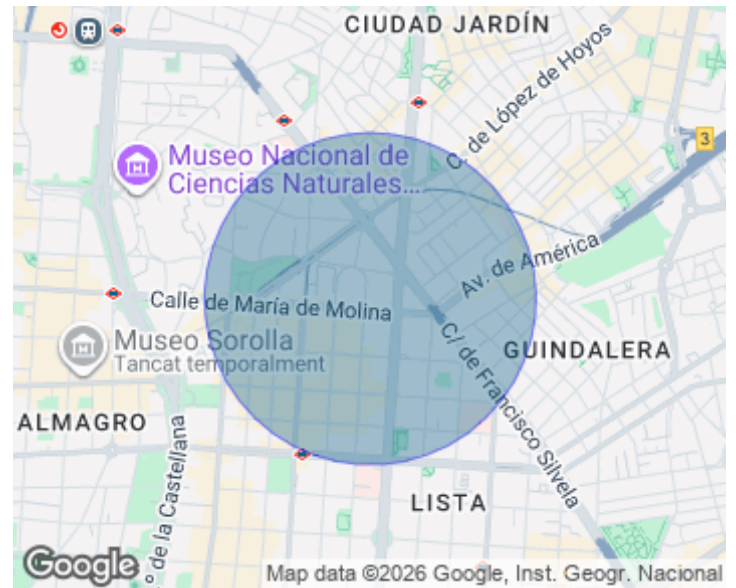 CIUDAD JARDÍN
C. de López de Hoyos
3
Museo Nacional de
Ciencias Naturales...
Av. de América
Calle de María de Molina
Museo Sorolla
Tancat temporalment
C/ de Francisco Silvela
GUINDALERA
ALMAGRO
º de la Castellana
LISTA
Google
Map data ©2026 Google, Inst. Geogr. Nacional